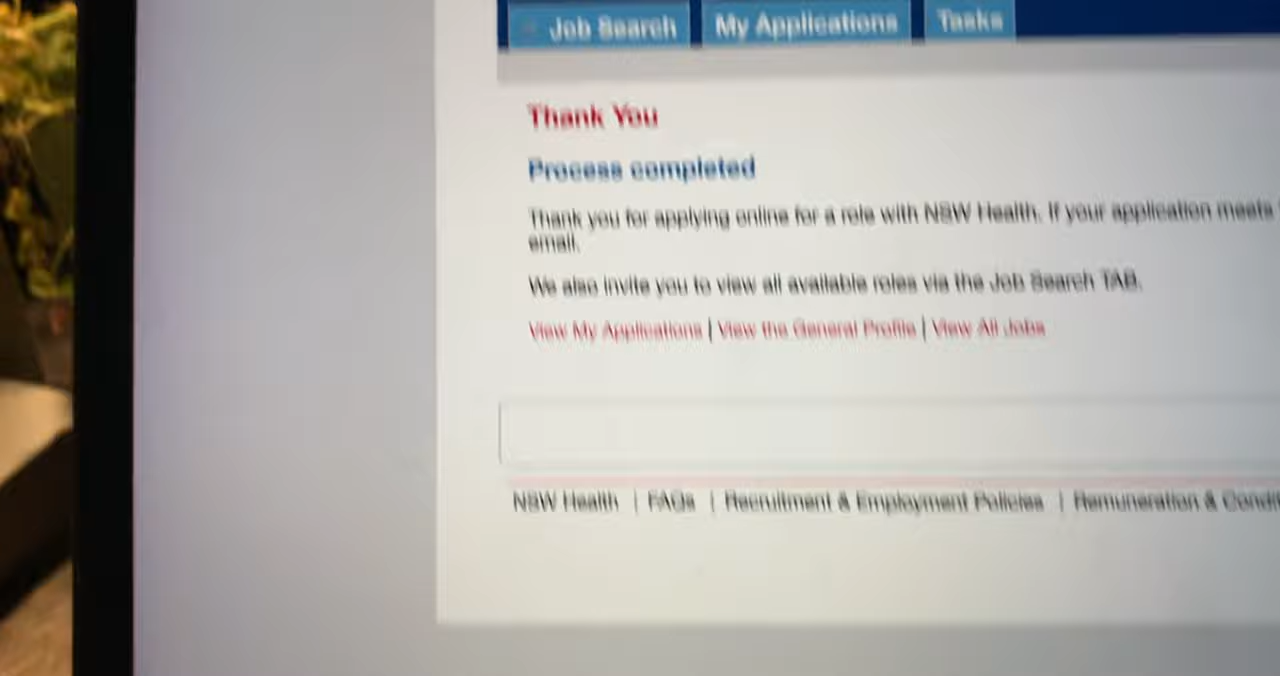 Job Search My Applications Tasks
Thank You
Process completed
Thank you for applying online for a role with NSW Health. If your application meets
email.
We also invite you to view all available roles via the Job Search TAB.
View My Applications | View the General Profile | View All Jobs
NSW Health | FAQs | Recruitment & Employment Policies | Remuneration & Condi